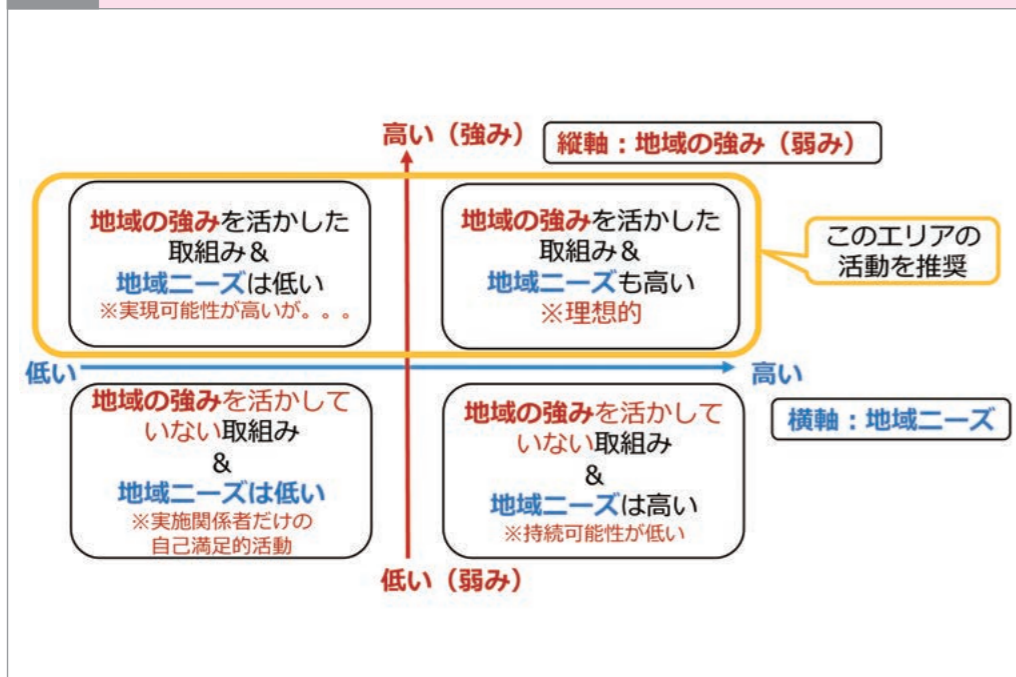 高い（強み）
縦軸：地域の強み（弱み）
地域の強みを活かした
取組み＆
地域ニーズは低い
※実現可能性が高いが。。。
地域の強みを活かした
取組み＆
地域ニーズも高い
※理想的
このエリアの
活動を推奨
低い
高い
横軸：地域ニーズ
地域の強みを活かして
いない取組み
&
地域ニーズは低い
※実施関係者だけの
自己満足的活動
地域の強みを活かして
いない取組み
&
地域ニーズは高い
※持続可能性が低い
低い（弱み）